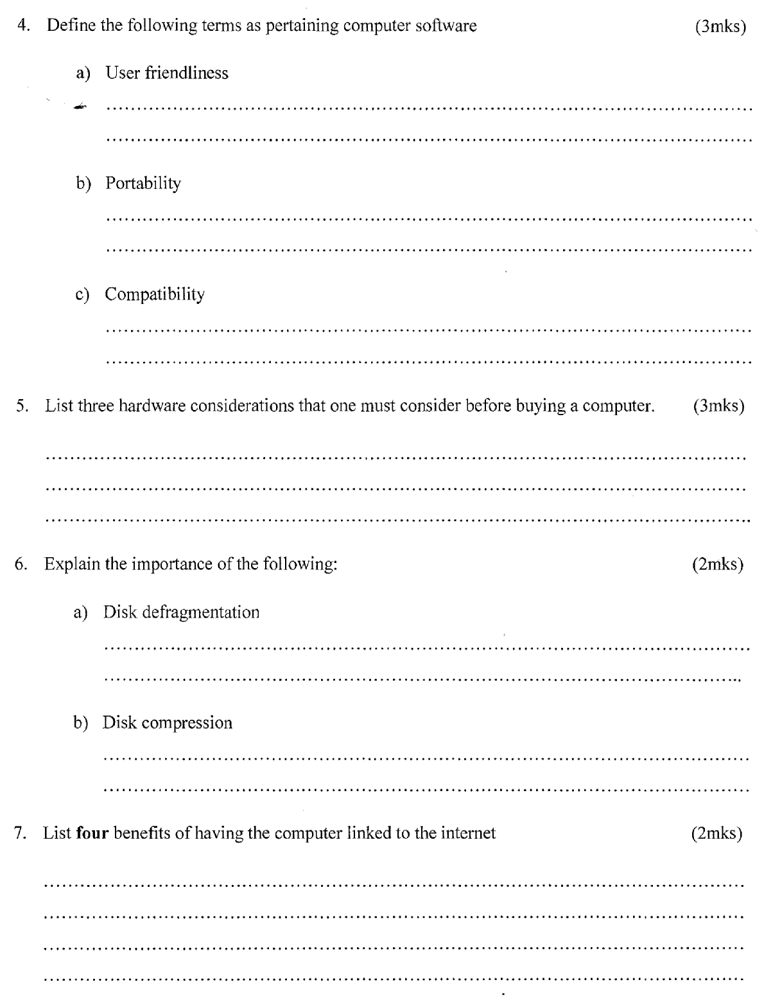 4. Define the following terms as pertaining computer software (3mks)
a) User friendliness
................................................................................
................................................................................
b) Portability
................................................................................
................................................................................
c) Compatibility
................................................................................
................................................................................
5. List three hardware considerations that one must consider before buying a computer. (3mks)
................................................................................
................................................................................
................................................................................
6. Explain the importance of the following: (2mks)
a) Disk defragmentation
................................................................................
................................................................................
b) Disk compression
................................................................................
................................................................................
7. List four benefits of having the computer linked to the internet (2mks)
................................................................................
................................................................................
................................................................................
................................................................................